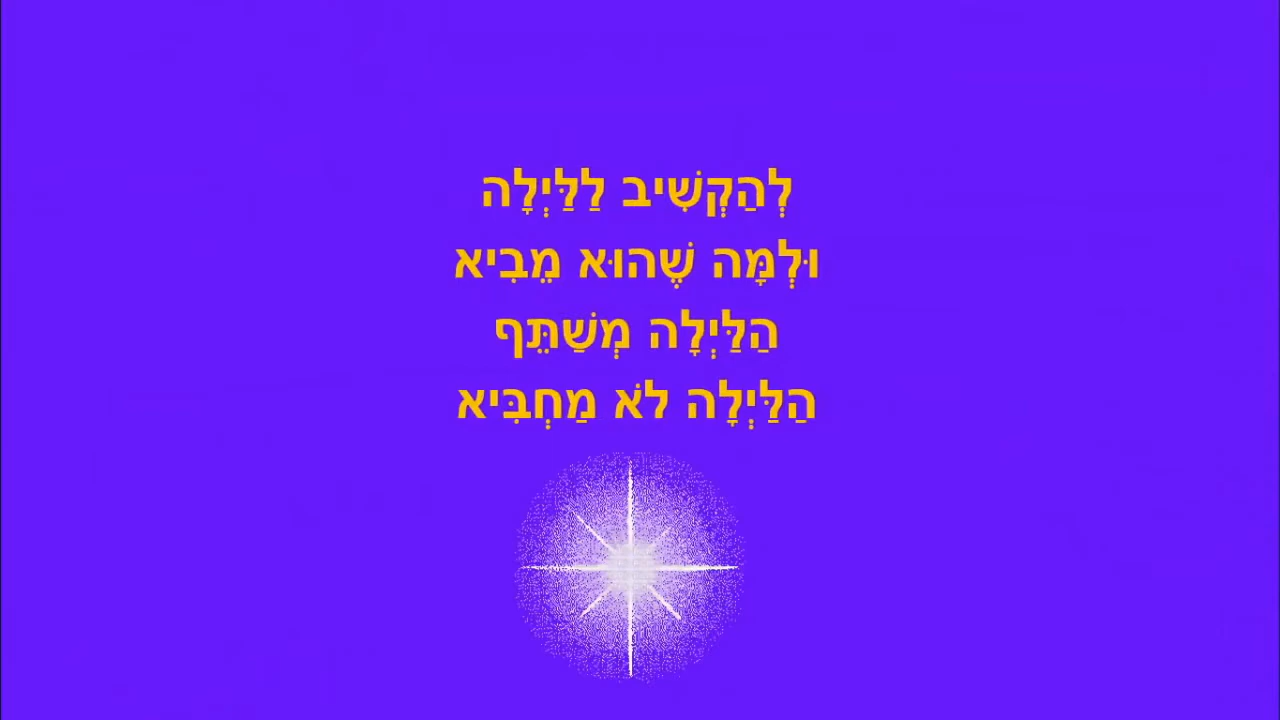 לְהַקְשִׁיב לַלַּיְלָה
וּלְמָּה שֶׁהוּא מֵבִיא
הַלַּיְלָה מְשַׁתֵּף
הַלַּיְלָה לֹא מַחְבִּיא